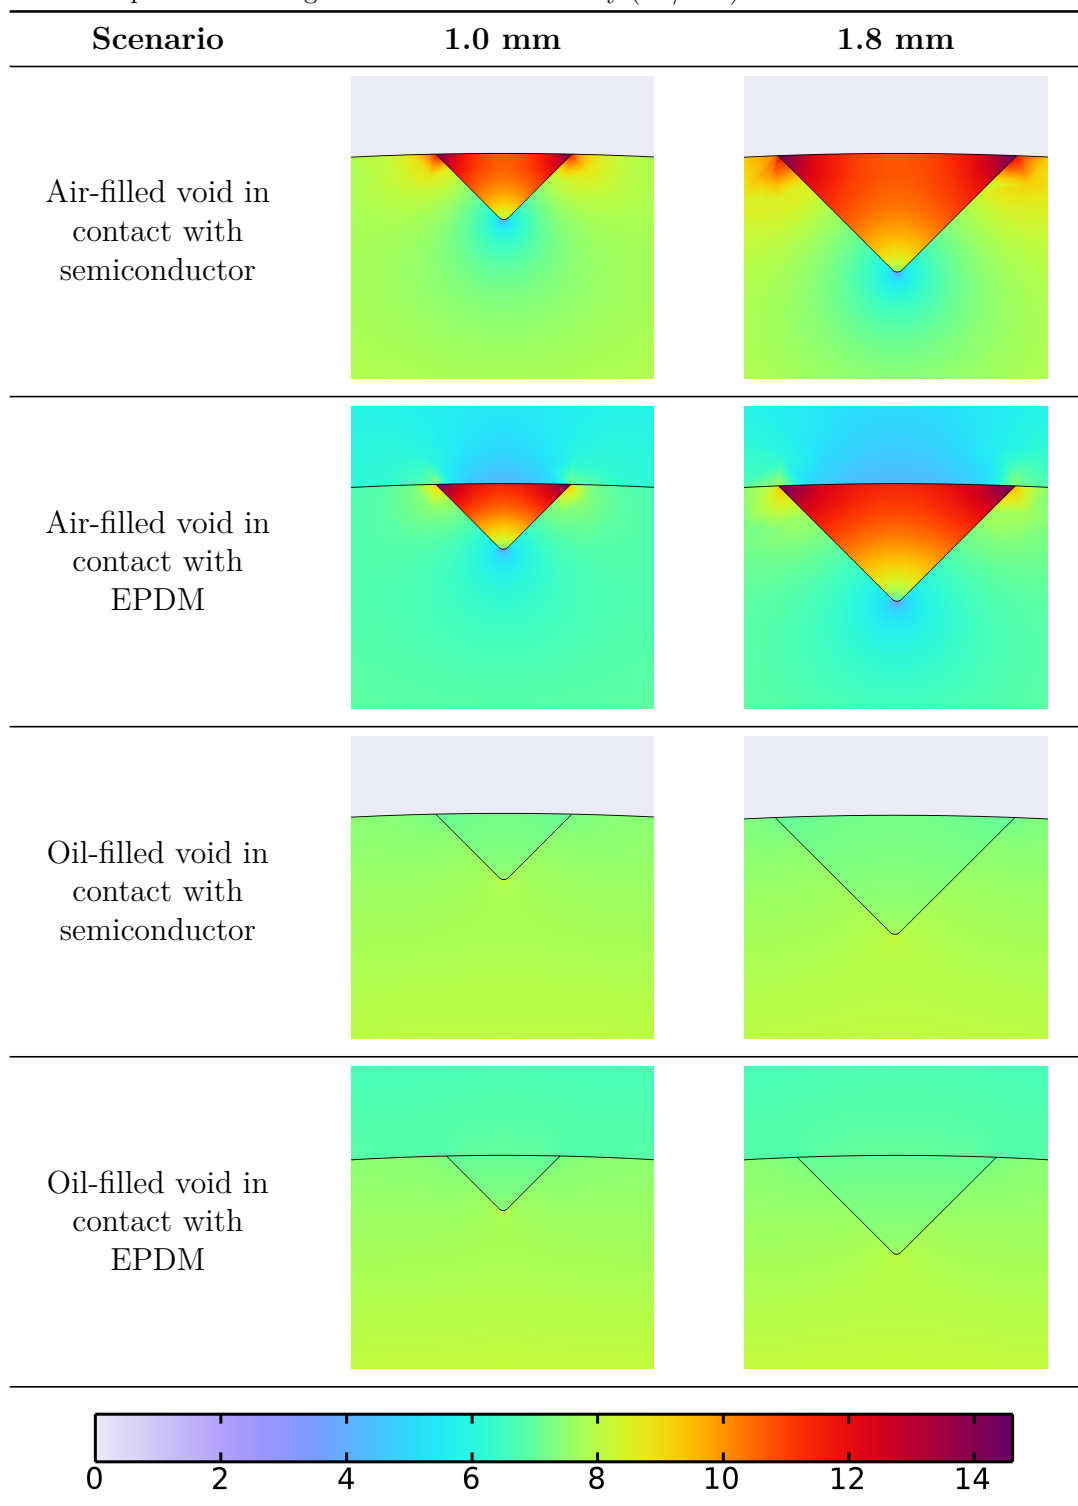 Scenario 1.0 mm 1.8 mm
Air-filled void in
contact with
semiconductor
Air-filled void in
contact with
EPDM
Oil-filled void in
contact with
semiconductor
Oil-filled void in
contact with
EPDM
0 2 4 6 8 10 12 14